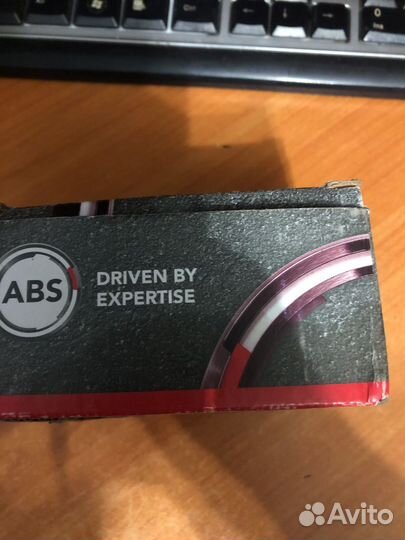 ABS
DRIVEN BY
EXPERTISE
Avito